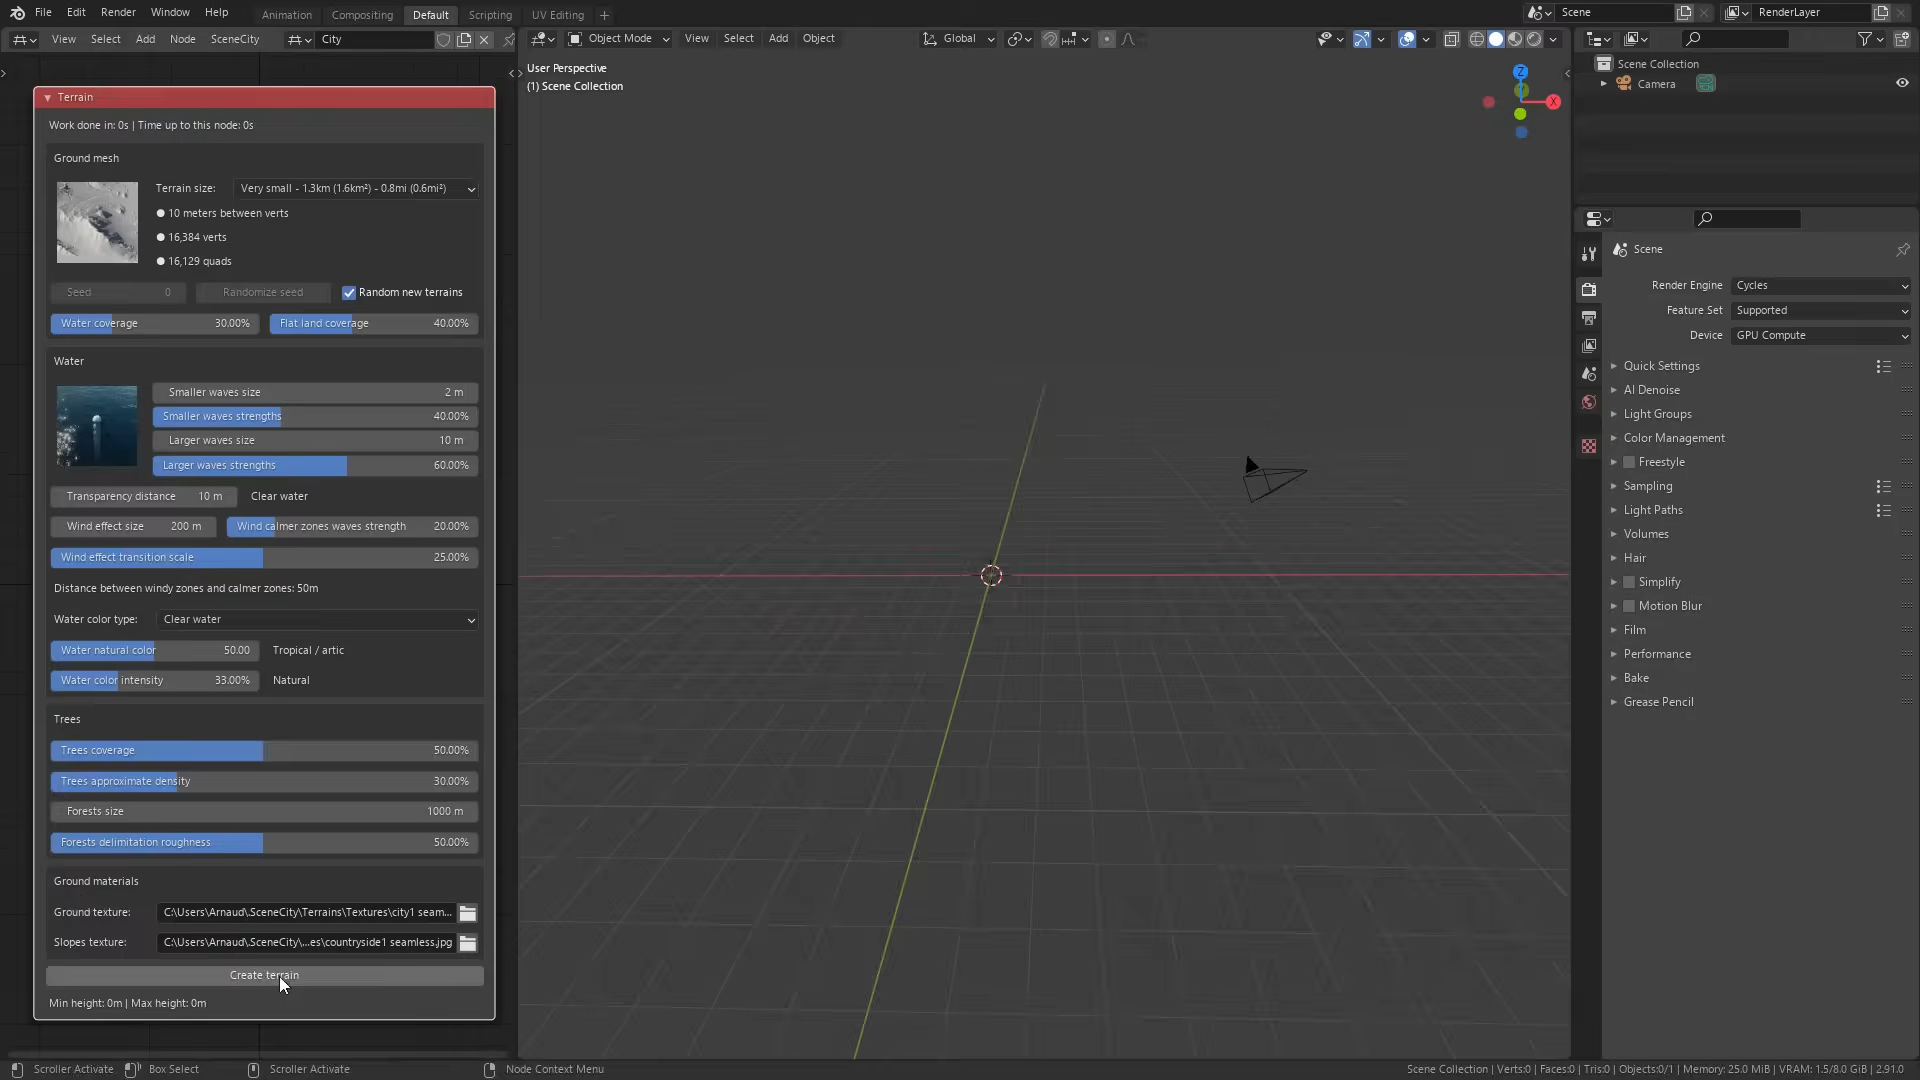 File Edit Render Window Help Animation Compositing Default Scripting UV Editing + Scene RenderLayer
View Select Add Node SceneCity City Object Mode View Select Add Object Global
User Perspective
(1) Scene Collection
Z
X
Scene Collection
Camera
Terrain
Work done in: 0s | Time up to this node: 0s
Ground mesh
Terrain size: Very small - 1.3km (1.6km²) - 0.8mi (0.6mi²)
● 10 meters between verts
● 16,384 verts
● 16,129 quads
Seed 0 Randomize seed Random new terrains
Water coverage 30.00% Flat land coverage 40.00%
Water
Smaller waves size 2 m
Smaller waves strengths 40.00%
Larger waves size 10 m
Larger waves strengths 60.00%
Transparency distance 10 m Clear water
Wind effect size 200 m Wind calmer zones waves strength 20.00%
Wind effect transition scale 25.00%
Distance between windy zones and calmer zones: 50m
Water color type: Clear water
Water natural color 50.00 Tropical / artic
Water color intensity 33.00% Natural
Trees
Trees coverage 50.00%
Trees approximate density 30.00%
Forests size 1000 m
Forests delimitation roughness 50.00%
Ground materials
Ground texture: C:\Users\Arnaud\.SceneCity\Terrains\Textures\city1 seam...
Slopes texture: C:\Users\Arnaud\.SceneCity\...es\countryside1 seamless.jpg
Create terrain
Min height: 0m | Max height: 0m
Scene
Render Engine Cycles
Feature Set Supported
Device GPU Compute
Quick Settings
AI Denoise
Light Groups
Color Management
Freestyle
Sampling
Light Paths
Volumes
Hair
Simplify
Motion Blur
Film
Performance
Bake
Grease Pencil
Scroller Activate Box Select Scroller Activate Node Context Menu Scene Collection | Verts:0 | Faces:0 | Tris:0 | Objects:0/1 | Memory: 25.0 MiB | VRAM: 1.5/8.0 GiB | 2.91.0